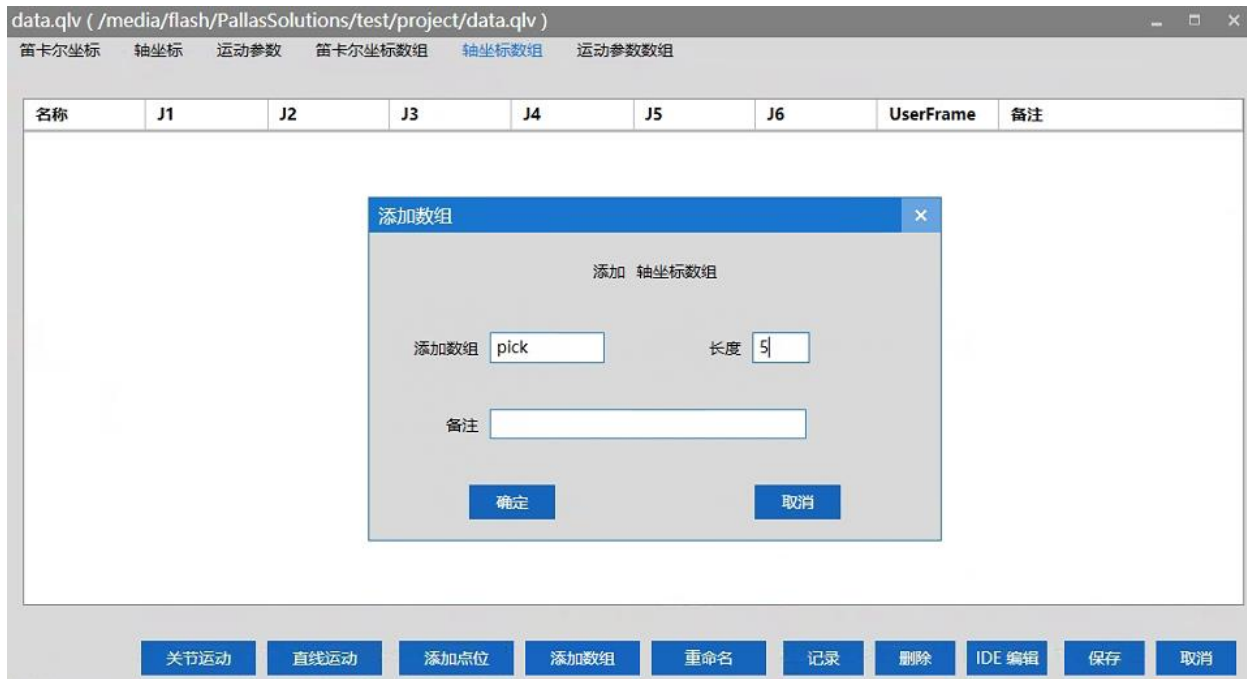 data.qlv ( /media/flash/PallasSolutions/test/project/data.qlv )
笛卡尔坐标 轴坐标 运动参数 笛卡尔坐标数组 轴坐标数组 运动参数数组
名称 J1 J2 J3 J4 J5 J6 UserFrame 备注
添加数组
添加 轴坐标数组
添加数组 pick 长度 5
备注
确定 取消
关节运动 直线运动 添加点位 添加数组 重命名 记录 删除 IDE 编辑 保存 取消